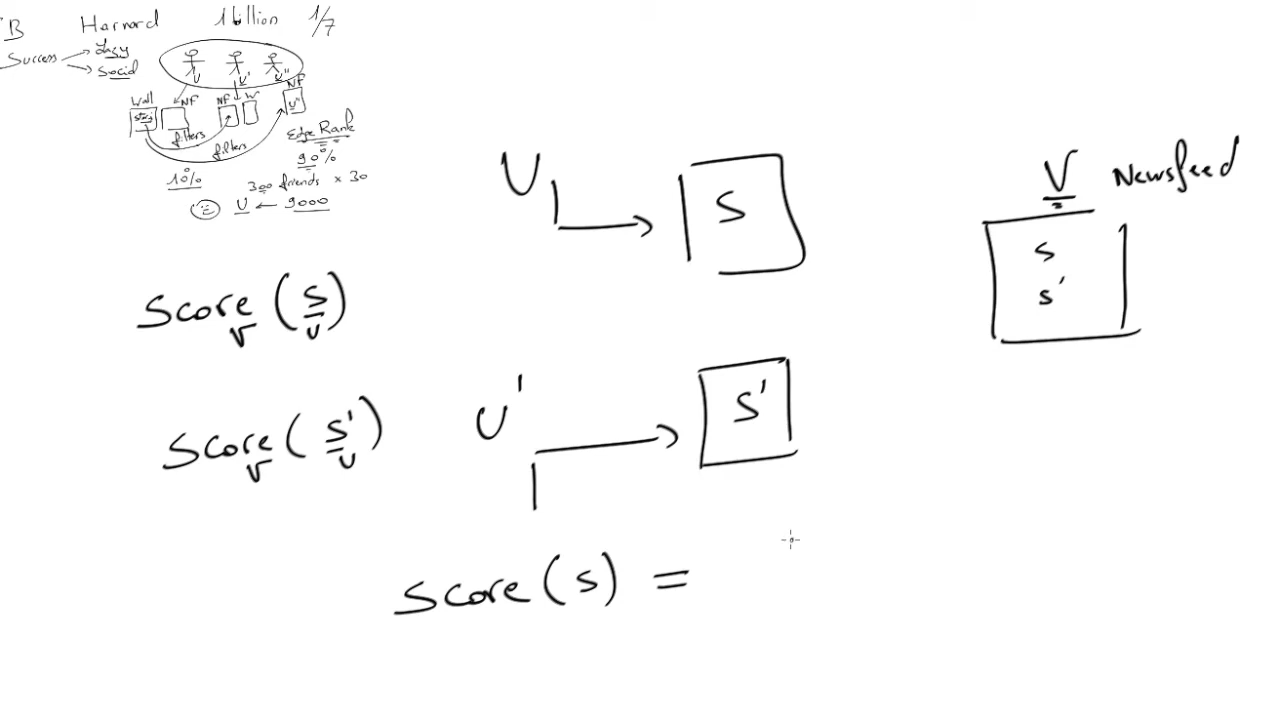 B Harvard 1 billion 1/7
Success Easy
Social
U U' U''
Wall NF NF W NF
U''
filters
filters
Edge Rank
90%
10%
300 friends × 30
U ← 9000
U
S
V Newsfeed
s
s'
Score V ( S U )
U'
S'
Score V ( S' U )
Score (s) =